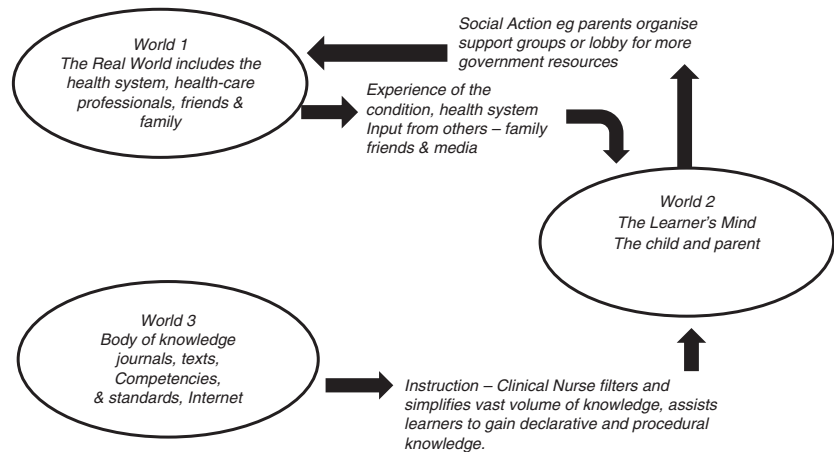 World 1
The Real World includes the
health system, health-care
professionals, friends &
family
Social Action eg parents organise
support groups or lobby for more
government resources
Experience of the
condition, health system
Input from others – family
friends & media
World 2
The Learner's Mind
The child and parent
World 3
Body of knowledge
journals, texts,
Competencies,
& standards, Internet
Instruction – Clinical Nurse filters and
simplifies vast volume of knowledge, assists
learners to gain declarative and procedural
knowledge.